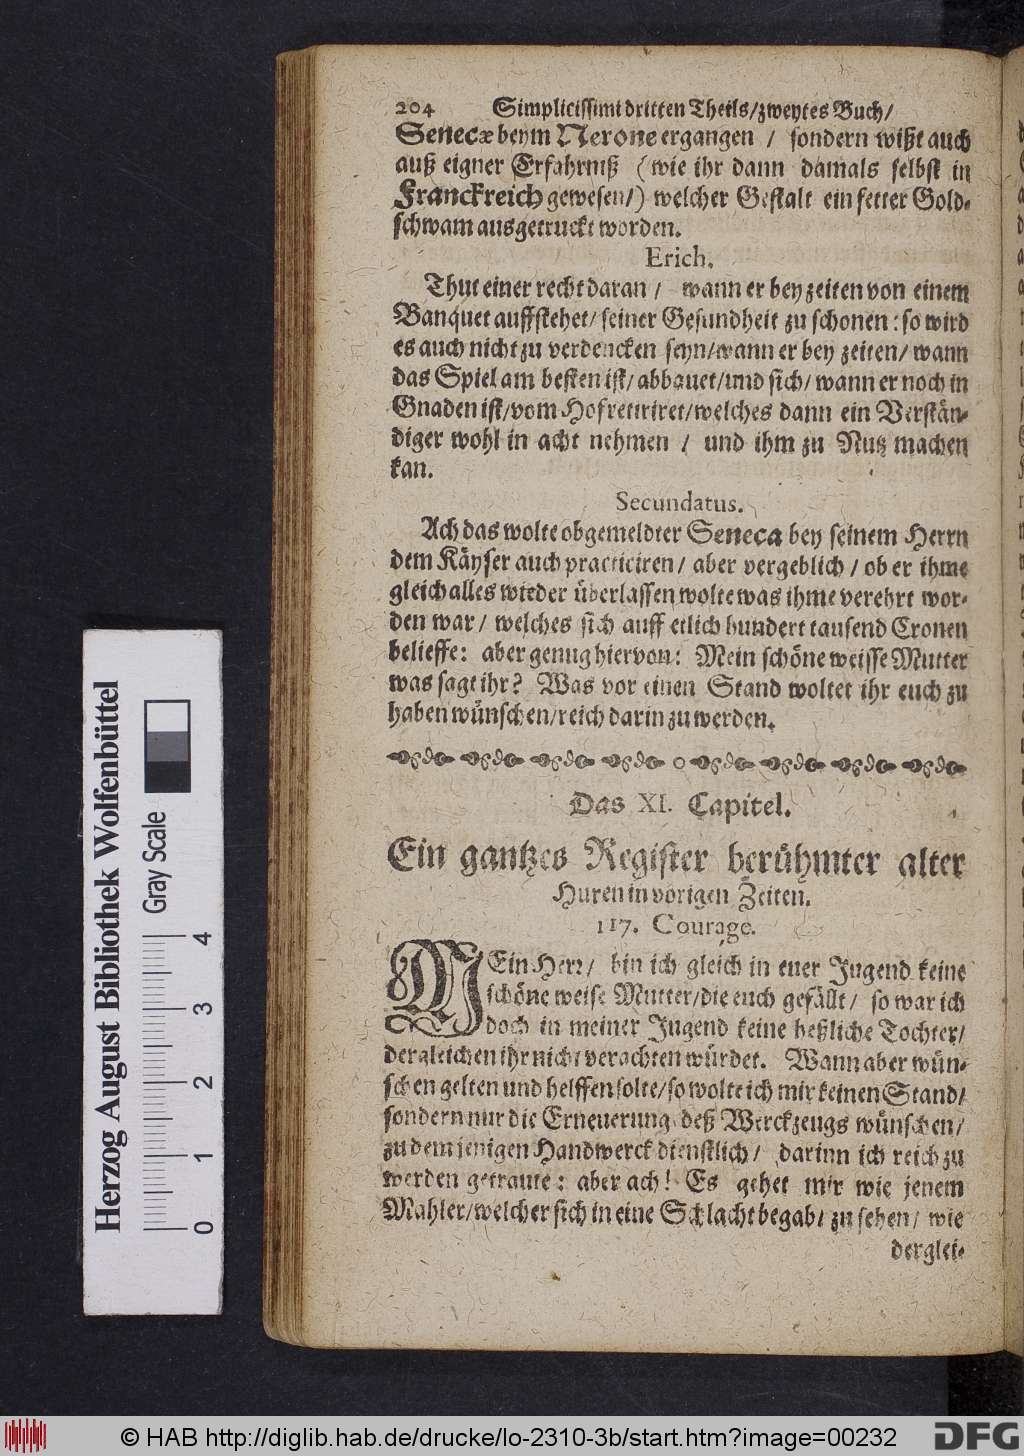 204 Simplicissimi dritten Theils/zweytes Buch/
Senecæ beym Nerone ergangen / sondern wißt auch
auß eigner Erfahrniß (wie ihr dann damals selbst in
Franckreich gewesen/) welcher Gestalt ein fetter Gold-
schwam ausgetruckt worden.
Erich.
Thut einer recht daran / wann er bey zeiten von einem
Banquet auffstehet/ seiner Gesundheit zu schonen: so wird
es auch nicht zu verdencken seyn/wann er bey zeiten/ wann
das Spiel am besten ist/ abbauet/und sich/ wann er noch in
Gnaden ist/vom Hof retiriret/welches dann ein Verstän-
diger wohl in acht nehmen / und ihm zu Nutz machen
kan.
Secundatus.
Ach das wolte obgemeldter Seneca bey seinem Herrn
dem Käyser auch practiciren/ aber vergeblich / ob er ihme
gleich alles wieder überlassen wolte was ihme verehrt wor-
den war / welches sich auff etlich hundert tausend Cronen
belieffe: aber genug hiervon: Mein schöne weisse Mutter
was sagt ihr? Was vor einen Stand woltet ihr euch zu
haben wünschen/reich darin zu werden.
Das XI. Capitel.
Ein gantzes Register berühmter alter
Huren in vorigen Zeiten.
117. Courage.
MEin Herr/ bin ich gleich in euer Jugend keine
schöne weise Mutter/die euch gefällt / so war ich
doch in meiner Jugend keine heßliche Tochter/
dergleichen ihr nicht verachten würdet. Wann aber wün-
schen gelten und helffen solte/so wolte ich mir keinen Stand/
sondern nur die Erneuerung deß Werckzeugs wünschen/
zu dem jenigen Handwerck dienstlich/ darinn ich reich zu
werden getraute: aber ach! Es gehet mir wie jenem
Mahler/welcher sich in eine Schlacht begab/ zu sehen/ wie
derglei-
Herzog August Bibliothek Wolfenbüttel
Gray Scale
0 1 2 3 4
© HAB http://diglib.hab.de/drucke/lo-2310-3b/start.htm?image=00232
DFG